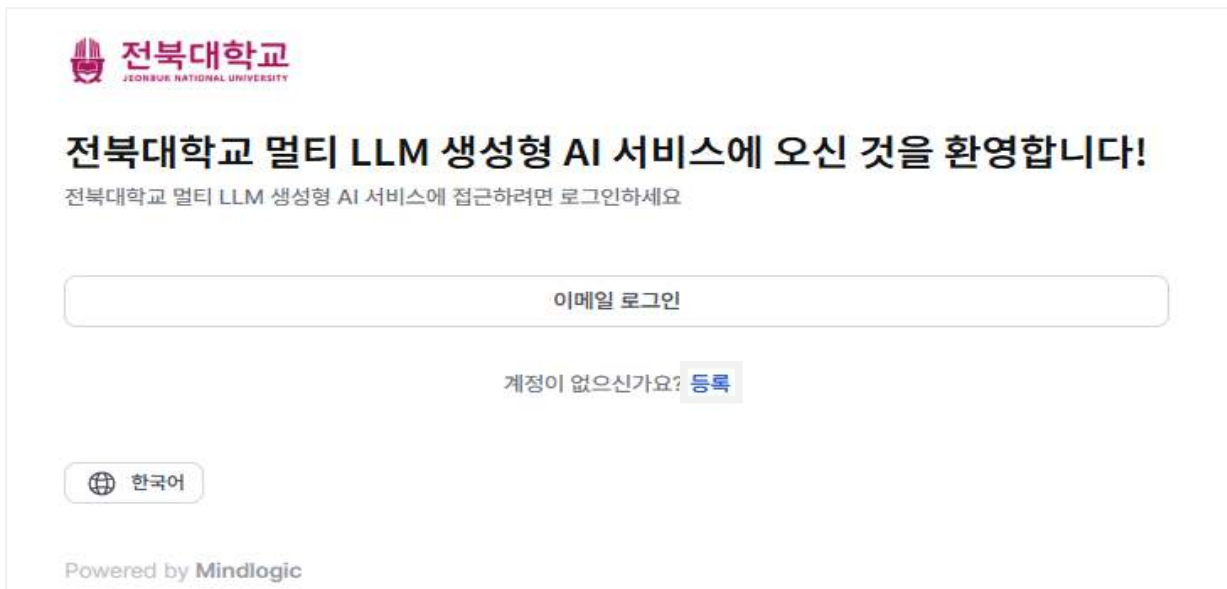 전북대학교
JEONBUK NATIONAL UNIVERSITY
전북대학교 멀티 LLM 생성형 AI 서비스에 오신 것을 환영합니다!
전북대학교 멀티 LLM 생성형 AI 서비스에 접근하려면 로그인하세요
이메일 로그인
계정이 없으신가요? 등록
한국어
Powered by Mindlogic